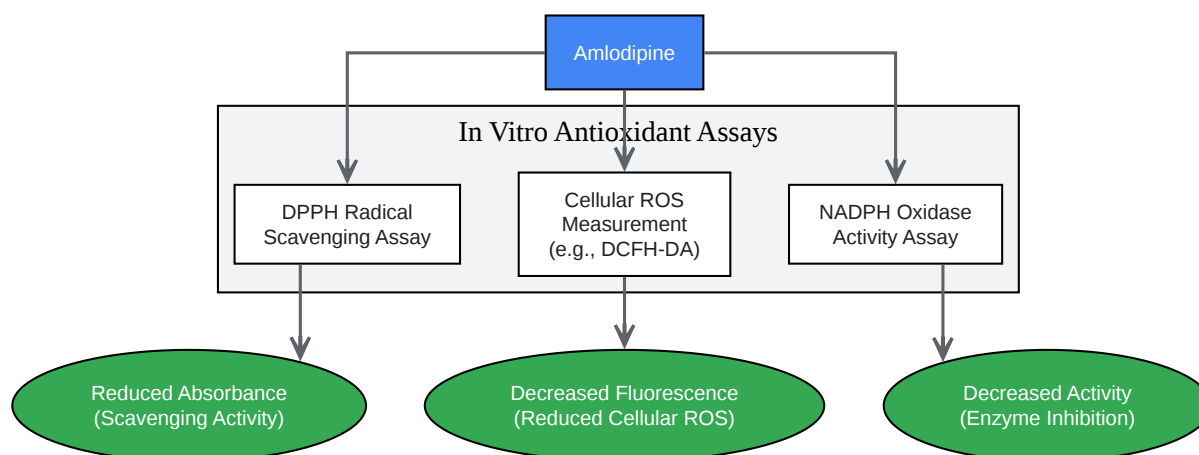 Amlodipine
In Vitro Antioxidant Assays
DPPH Radical
Scavenging Assay
Cellular ROS
Measurement
(e.g., DCFH-DA)
NADPH Oxidase
Activity Assay
Reduced Absorbance
(Scavenging Activity)
Decreased Fluorescence
(Reduced Cellular ROS)
Decreased Activity
(Enzyme Inhibition)